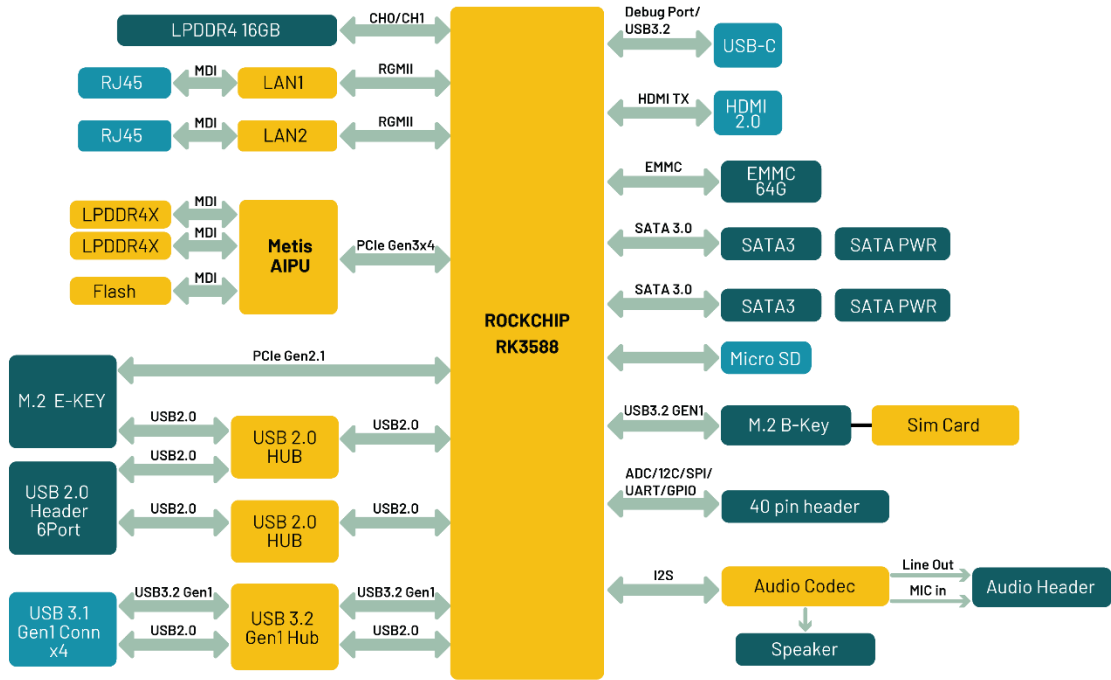 LPDDR4 16GB
CH0/CH1
RJ45
MDI
LAN1
RGMII
RJ45
MDI
LAN2
RGMII
LPDDR4X
MDI
LPDDR4X
MDI
Flash
MDI
Metis
AIPU
PCIe Gen3x4
M.2 E-KEY
PCIe Gen2.1
USB2.0
USB2.0
USB 2.0
HUB
USB2.0
USB 2.0
Header
6Port
USB2.0
USB 2.0
HUB
USB2.0
USB 3.1
Gen1 Conn
x4
USB3.2 Gen1
USB2.0
USB 3.2
Gen1 Hub
USB3.2 Gen1
USB2.0
ROCKCHIP
RK3588
Debug Port/
USB3.2
USB-C
HDMI TX
HDMI
2.0
EMMC
EMMC
64G
SATA 3.0
SATA3
SATA PWR
SATA 3.0
SATA3
SATA PWR
Micro SD
USB3.2 GEN1
M.2 B-Key
Sim Card
ADC/12C/SPI/
UART/GPIO
40 pin header
I2S
Audio Codec
Line Out
MIC in
Audio Header
Speaker